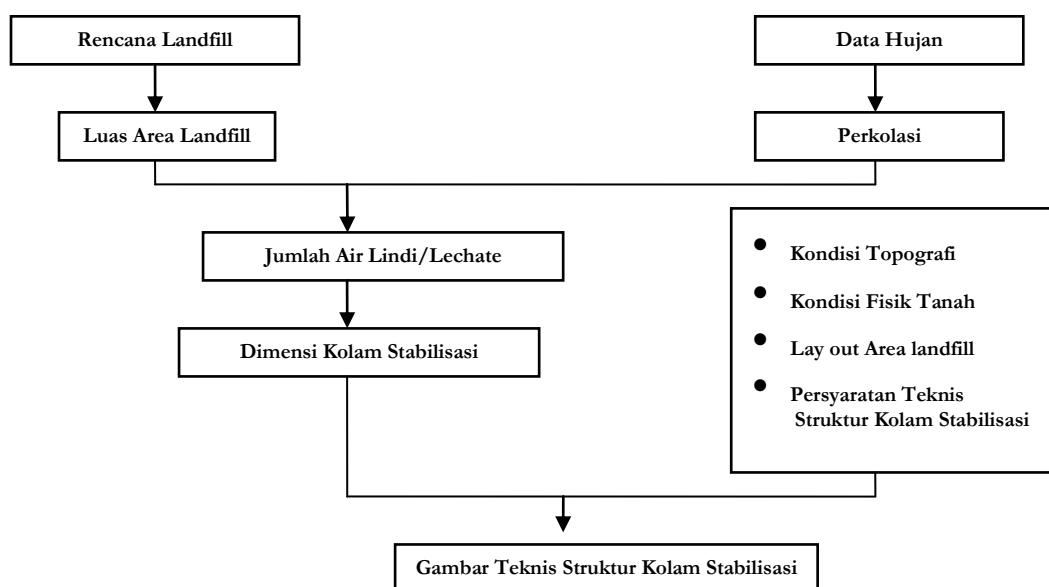 Rencana Landfill
Data Hujan
Luas Area Landfill
Perkolasi
Jumlah Air Lindi/Lechate
Dimensi Kolam Stabilisasi
● Kondisi Topografi
● Kondisi Fisik Tanah
● Lay out Area landfill
● Persyaratan Teknis
Struktur Kolam Stabilisasi
Gambar Teknis Struktur Kolam Stabilisasi